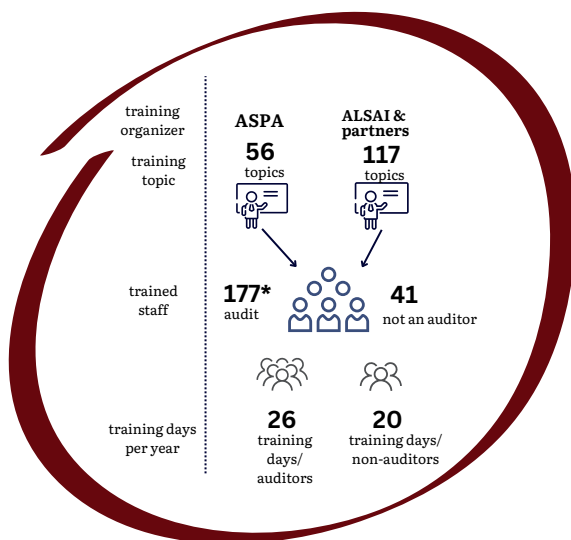 training
organizer
ASPA
ALSAI &
partners
training
topic
56
topics
117
topics
trained
staff
177*
audit
41
not an auditor
training days
per year
26
training
days/
auditors
20
training days/
non-auditors